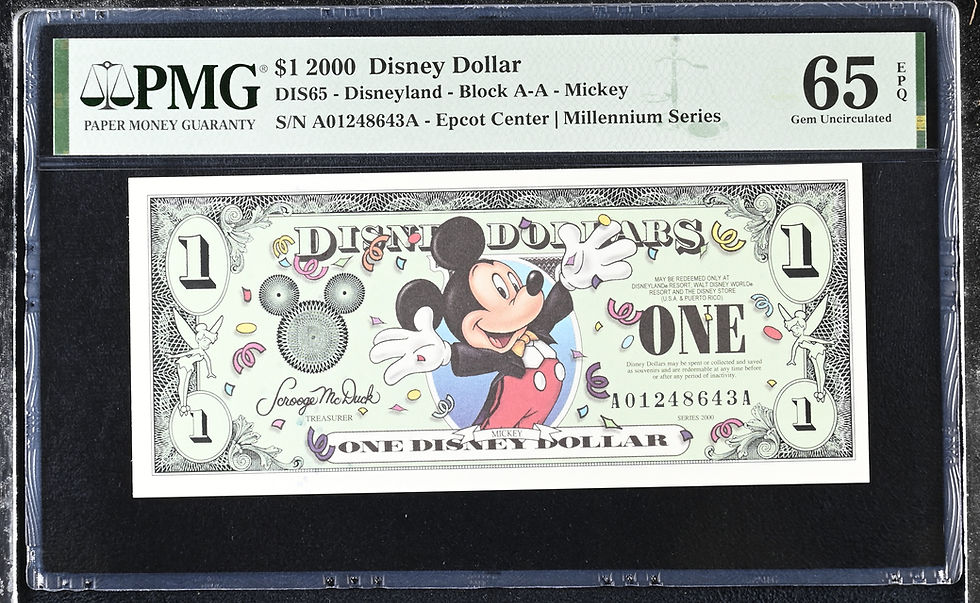 PMG®
PAPER MONEY GUARANTY
$1 2000 Disney Dollar
DIS65 - Disneyland - Block A-A - Mickey
S/N A01248643A - Epcot Center | Millennium Series
65
EPQ
Gem Uncirculated
1
DISNEY DOLLARS
1
MAY BE REDEEMED ONLY AT
DISNEYLAND® RESORT, WALT DISNEY WORLD®
RESORT AND THE DISNEY STORE
(U.S.A. & PUERTO RICO).
ONE
Disney Dollars may be spent or collected and saved
as souvenirs and are redeemable at any time before
or after any period of inactivity.
Scrooge McDuck
TREASURER
A01248643A
SERIES 2000
1
1
MICKEY
ONE DISNEY DOLLAR